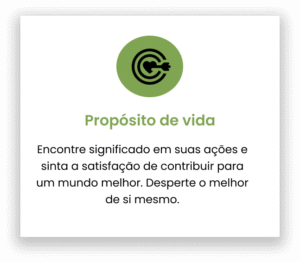 Propósito de vida
Encontre significado em suas ações e
sinta a satisfação de contribuir para
um mundo melhor. Desperte o melhor
de si mesmo.